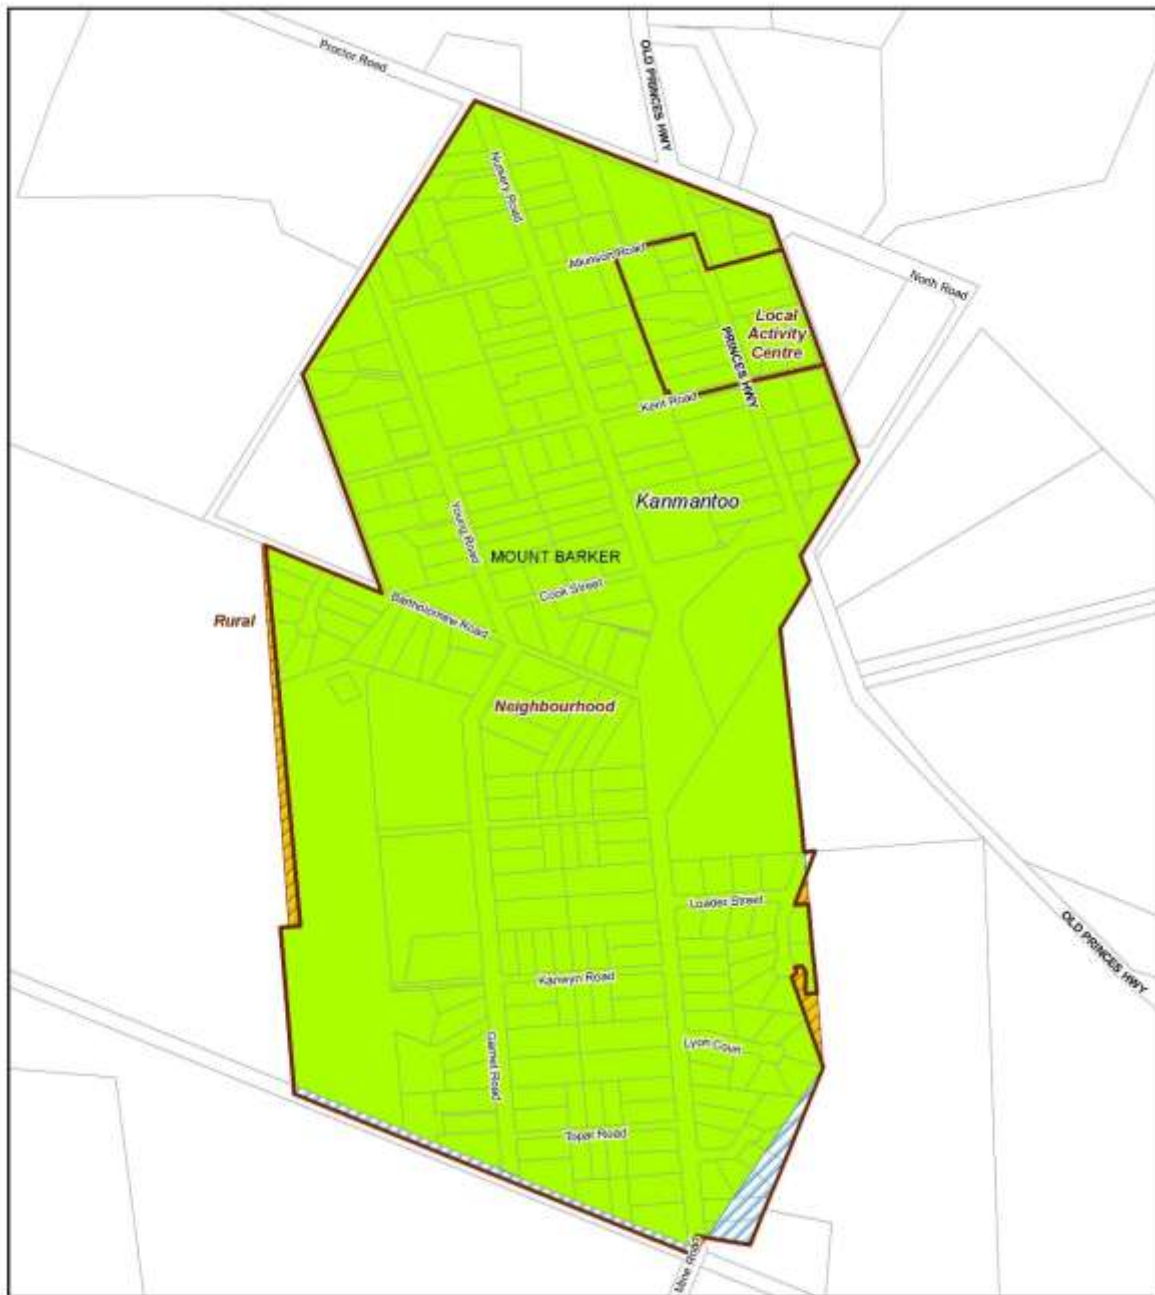 Proctor Road
OLD PRINCES HWY
Nursery Road
Atkinson Road
North Road
Local
Activity
Centre
PRINCES HWY
Kent Road
Kanmantoo
Young Road
MOUNT BARKER
Cook Street
Bartholomew Road
Rural
Neighbourhood
Loader Street
OLD PRINCES HWY
Kanwyn Road
Garnet Road
Lyon Court
Topar Road
Mine Road